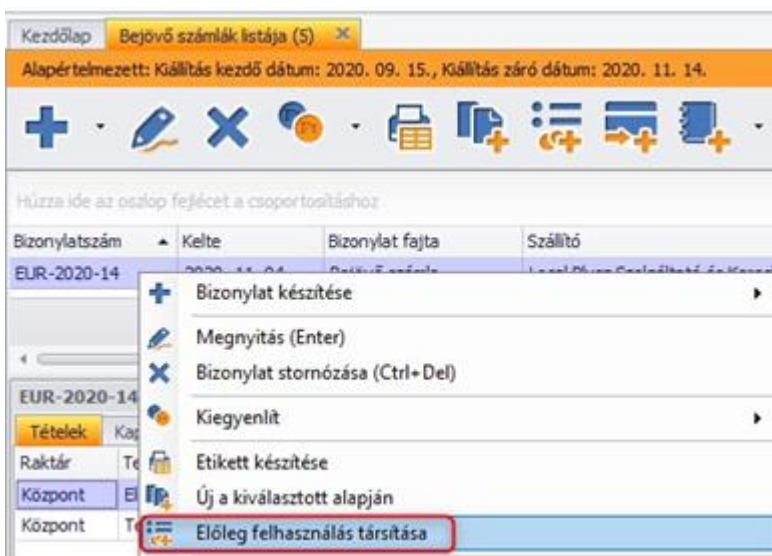 Kezdőlap Bejövő számlák listája (5)
Alapértelmezett: Kiállítás kezdő dátum: 2020. 09. 15., Kiállítás záró dátum: 2020. 11. 14.
Húzza ide az oszlop fejlécet a csoportosításhoz
Bizonylatszám Kelte Bizonylat fajta Szállító
EUR-2020-14
Bizonylat készítése
Megnyitás (Enter)
Bizonylat stornózása (Ctrl+Del)
EUR-2020-14
Kiegyenlít
Tételek
Raktár
Etikett készítése
Központ
Új a kiválasztott alapján
Központ
Előleg felhasználás társítása